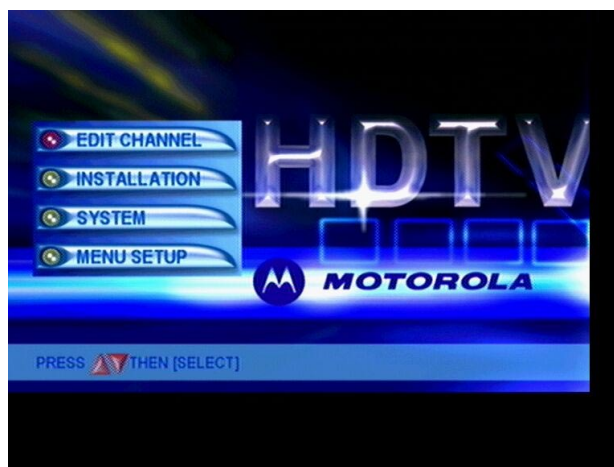 EDIT CHANNEL
INSTALLATION
SYSTEM
MENU SETUP
HDTV
MOTOROLA
PRESS THEN [SELECT]